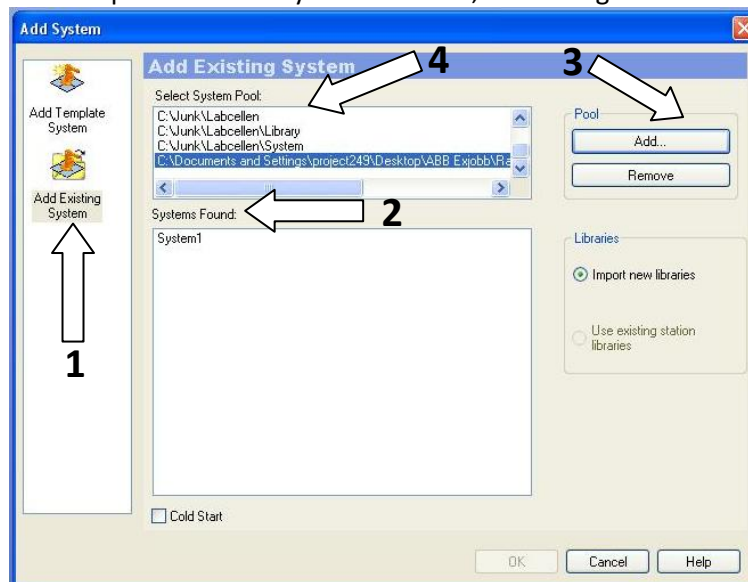 Add System
Add Existing System
4
3
Add Template
System
Select System Pool:
C:\Junk\Labcellen
C:\Junk\Labcellen\Library
C:\Junk\Labcellen\System
C:\Documents and Settings\project249\Desktop\ABB Exjobb\Ra
Pool
Add...
Remove
Add Existing
System
Systems Found:
2
System1
Libraries
Import new libraries
Use existing station
libraries
1
Cold Start
OK
Cancel
Help